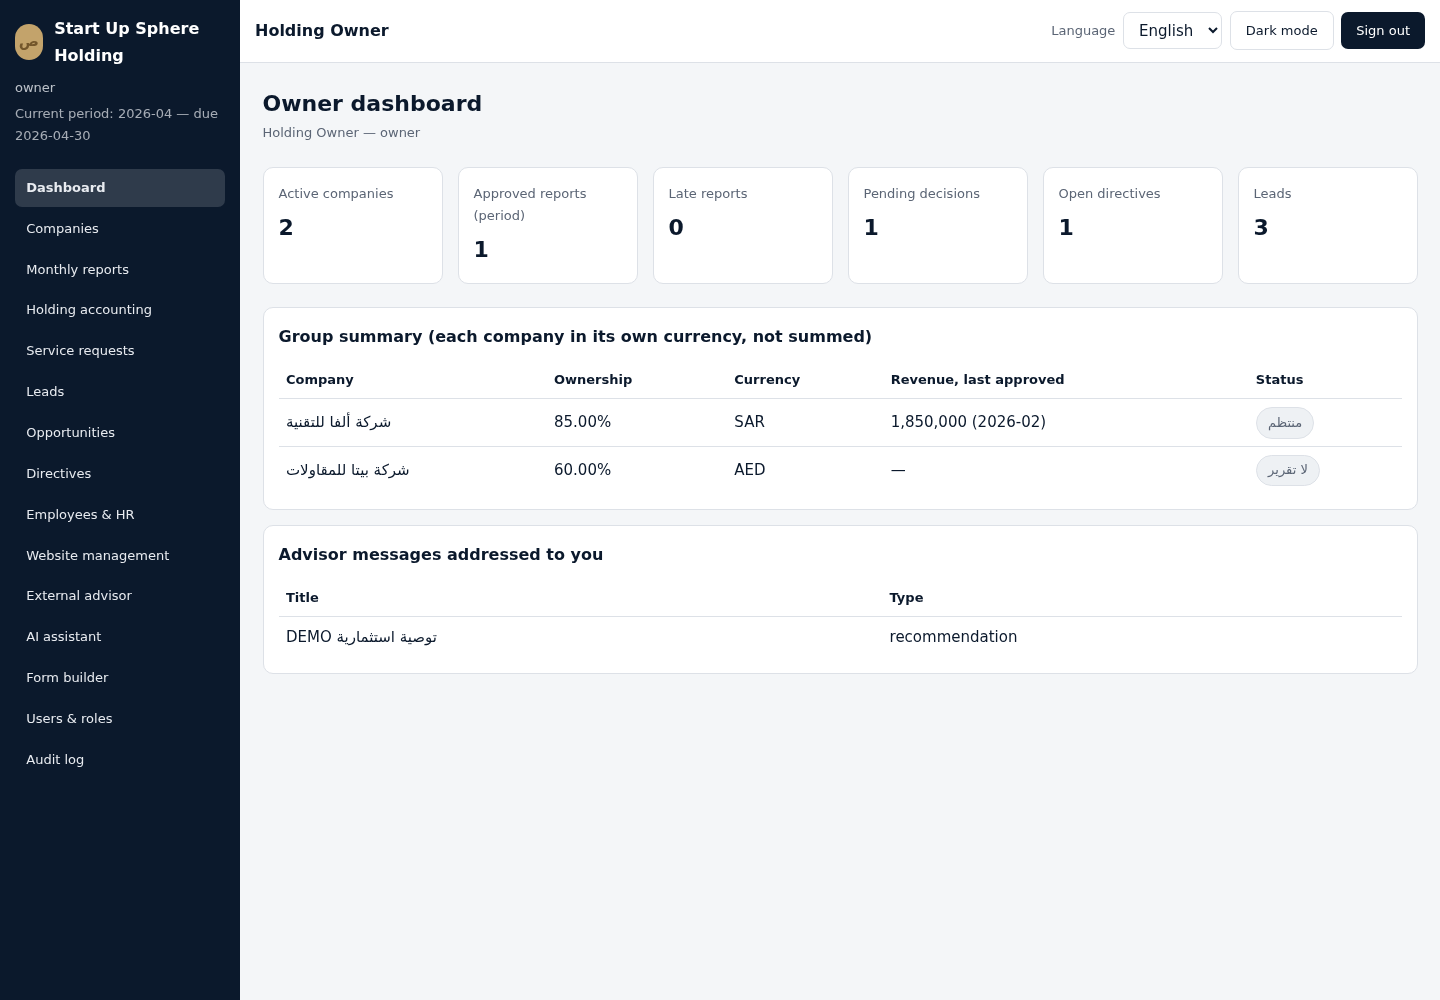 ص
Start Up Sphere
Holding
owner
Current period: 2026-04 — due
2026-04-30
Dashboard
Companies
Monthly reports
Holding accounting
Service requests
Leads
Opportunities
Directives
Employees & HR
Website management
External advisor
AI assistant
Form builder
Users & roles
Audit log
Holding Owner
Language English Dark mode Sign out
Owner dashboard
Holding Owner — owner
Active companies
2
Approved reports
(period)
1
Late reports
0
Pending decisions
1
Open directives
1
Leads
3
Group summary (each company in its own currency, not summed)
Company Ownership Currency Revenue, last approved Status
شركة ألفا للتقنية 85.00% SAR 1,850,000 (2026-02) منتظم
شركة بيتا للمقاولات 60.00% AED — لا تقرير
Advisor messages addressed to you
Title Type
DEMO توصية استثمارية recommendation